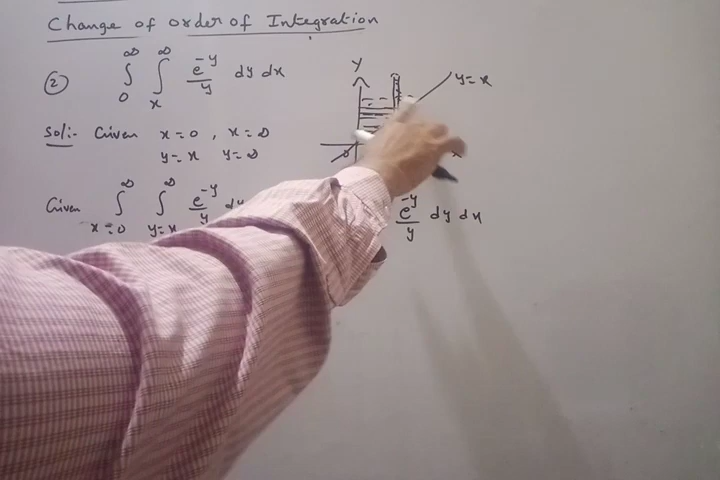 Change of order of Integration
② ∞∫0 ∞∫x e^-y/y dy dx
Y
y=x
Sol:- Given x=0, x=∞
y=x y=∞
Given ∞∫x=0 ∞∫y=x e^-y/y
e^-y/y dy dx